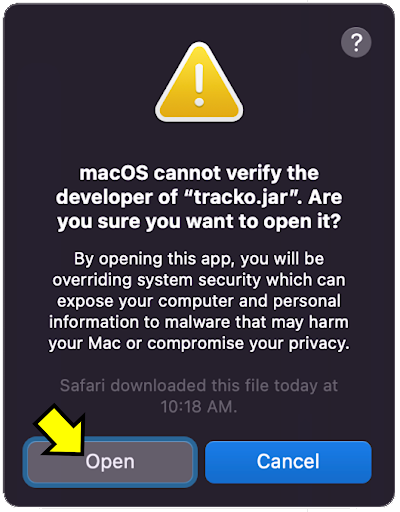 ?
macOS cannot verify the
developer of “tracko.jar”. Are
you sure you want to open it?
By opening this app, you will be
overriding system security which can
expose your computer and personal
information to malware that may harm
your Mac or compromise your privacy.
Safari downloaded this file today at
10:18 AM.
Open
Cancel